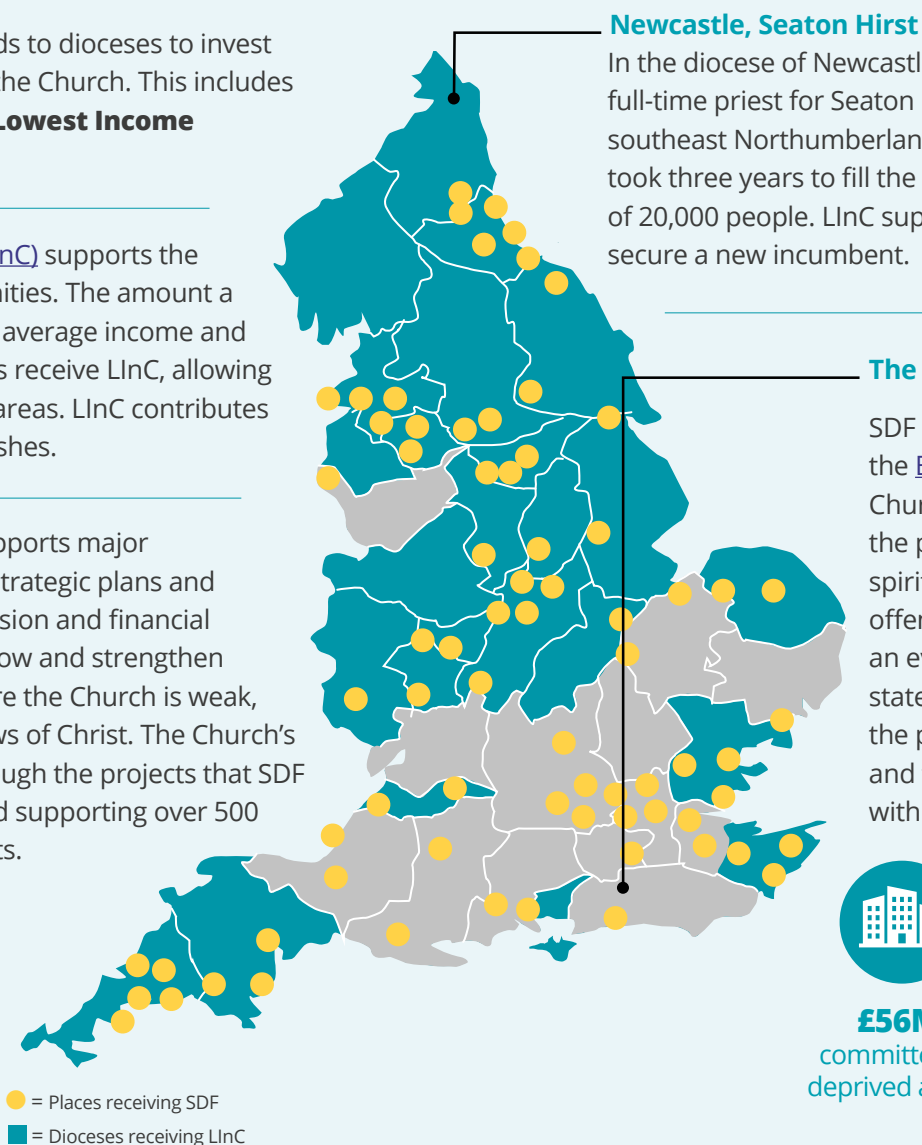 ds to dioceses to invest
the Church. This includes
Lowest Income
nC) supports the
nities. The amount a
average income and
s receive LInC, allowing
areas. LInC contributes
shes.
pports major
strategic plans and
sion and financial
ow and strengthen
re the Church is weak,
ws of Christ. The Church's
ough the projects that SDF
d supporting over 500
ts.
Newcastle, Seaton Hirst
In the diocese of Newcastl
full-time priest for Seaton
southeast Northumberlan
took three years to fill the
of 20,000 people. LInC sup
secure a new incumbent.
The
SDF
the
Chur
the p
spirit
offer
an ev
state
the p
and
with
£56M
committe
deprived a
= Places receiving SDF
= Dioceses receiving LInC